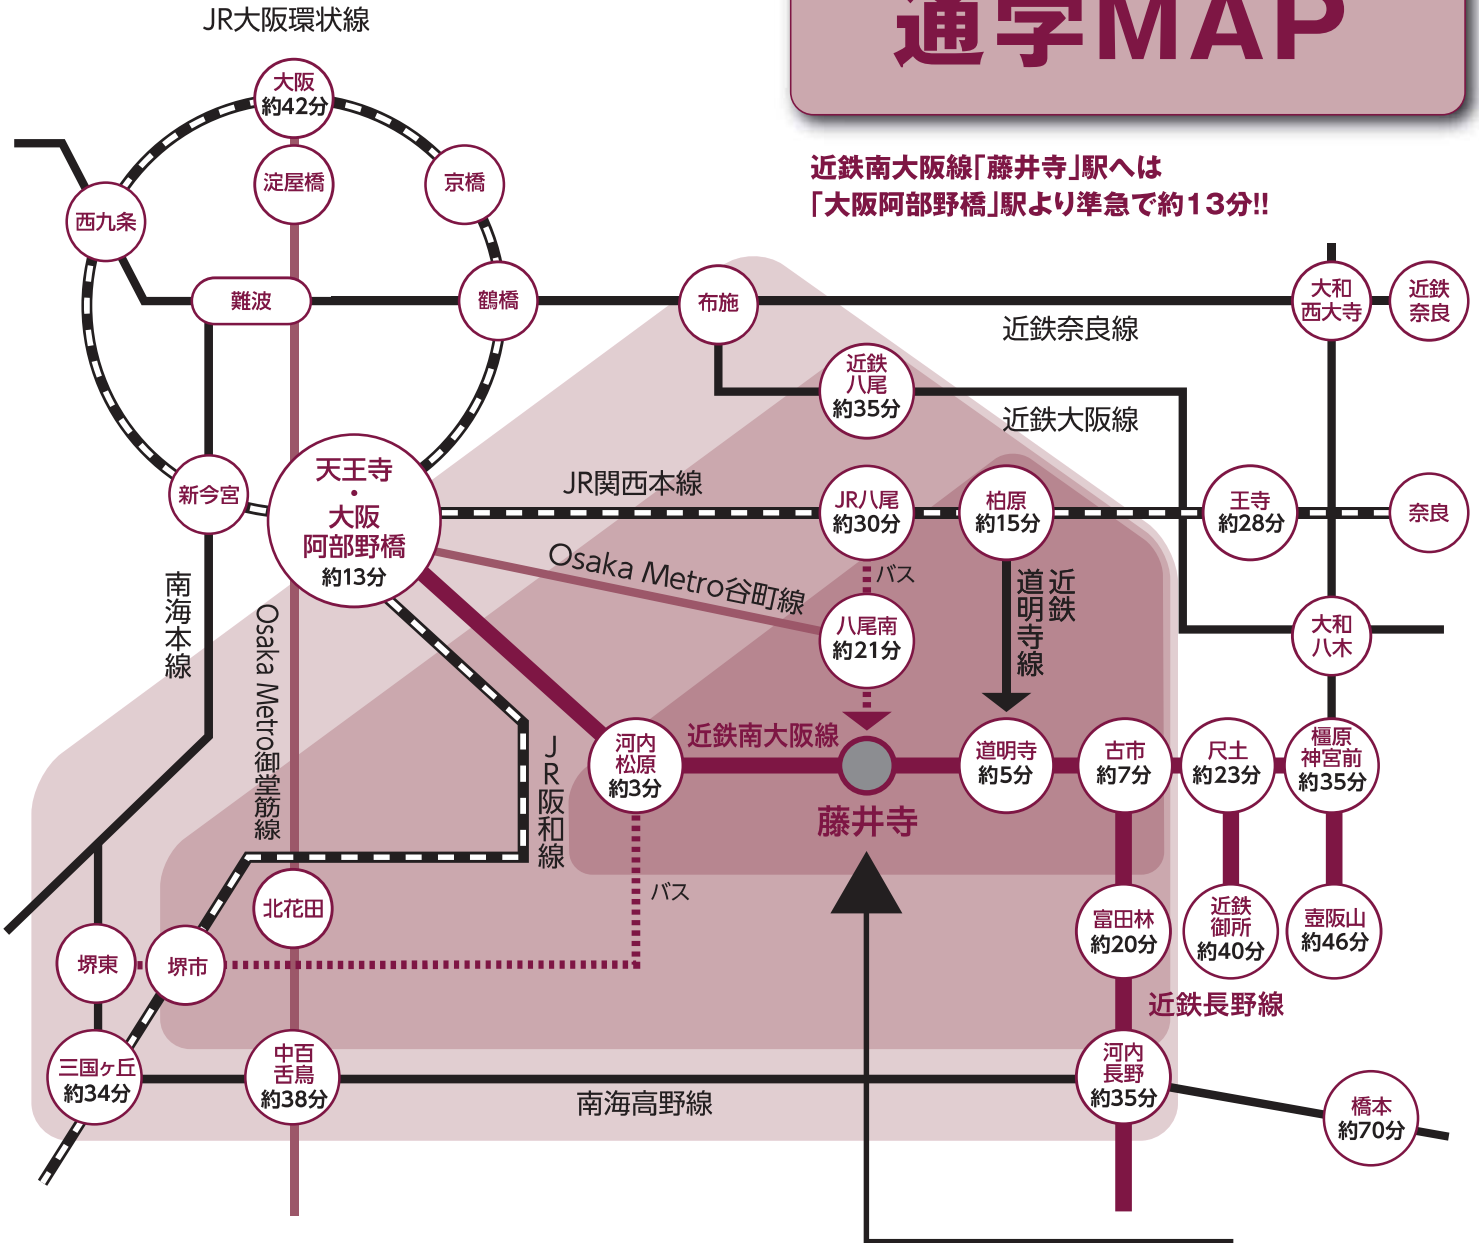 JR大阪環状線
通学MAP
大阪
約42分
淀屋橋
京橋
西九条
近鉄南大阪線「藤井寺」駅へは
「大阪阿部野橋」駅より準急で約13分!!
難波
鶴橋
布施
大和
西大寺
近鉄
奈良
近鉄奈良線
近鉄
八尾
約35分
近鉄大阪線
新今宮
天王寺
・
大阪
阿部野橋
約13分
JR関西本線
JR八尾
約30分
柏原
約15分
王寺
約28分
奈良
Osaka Metro谷町線
バス
近鉄
道明寺線
南海本線
Osaka Metro御堂筋線
八尾南
約21分
大和
八木
JR阪和線
河内
松原
約3分
近鉄南大阪線
藤井寺
道明寺
約5分
古市
約7分
尺土
約23分
橿原
神宮前
約35分
バス
北花田
富田林
約20分
近鉄
御所
約40分
壺阪山
約46分
堺東
堺市
近鉄長野線
三国ヶ丘
約34分
中百
舌鳥
約38分
南海高野線
河内
長野
約35分
橋本
約70分